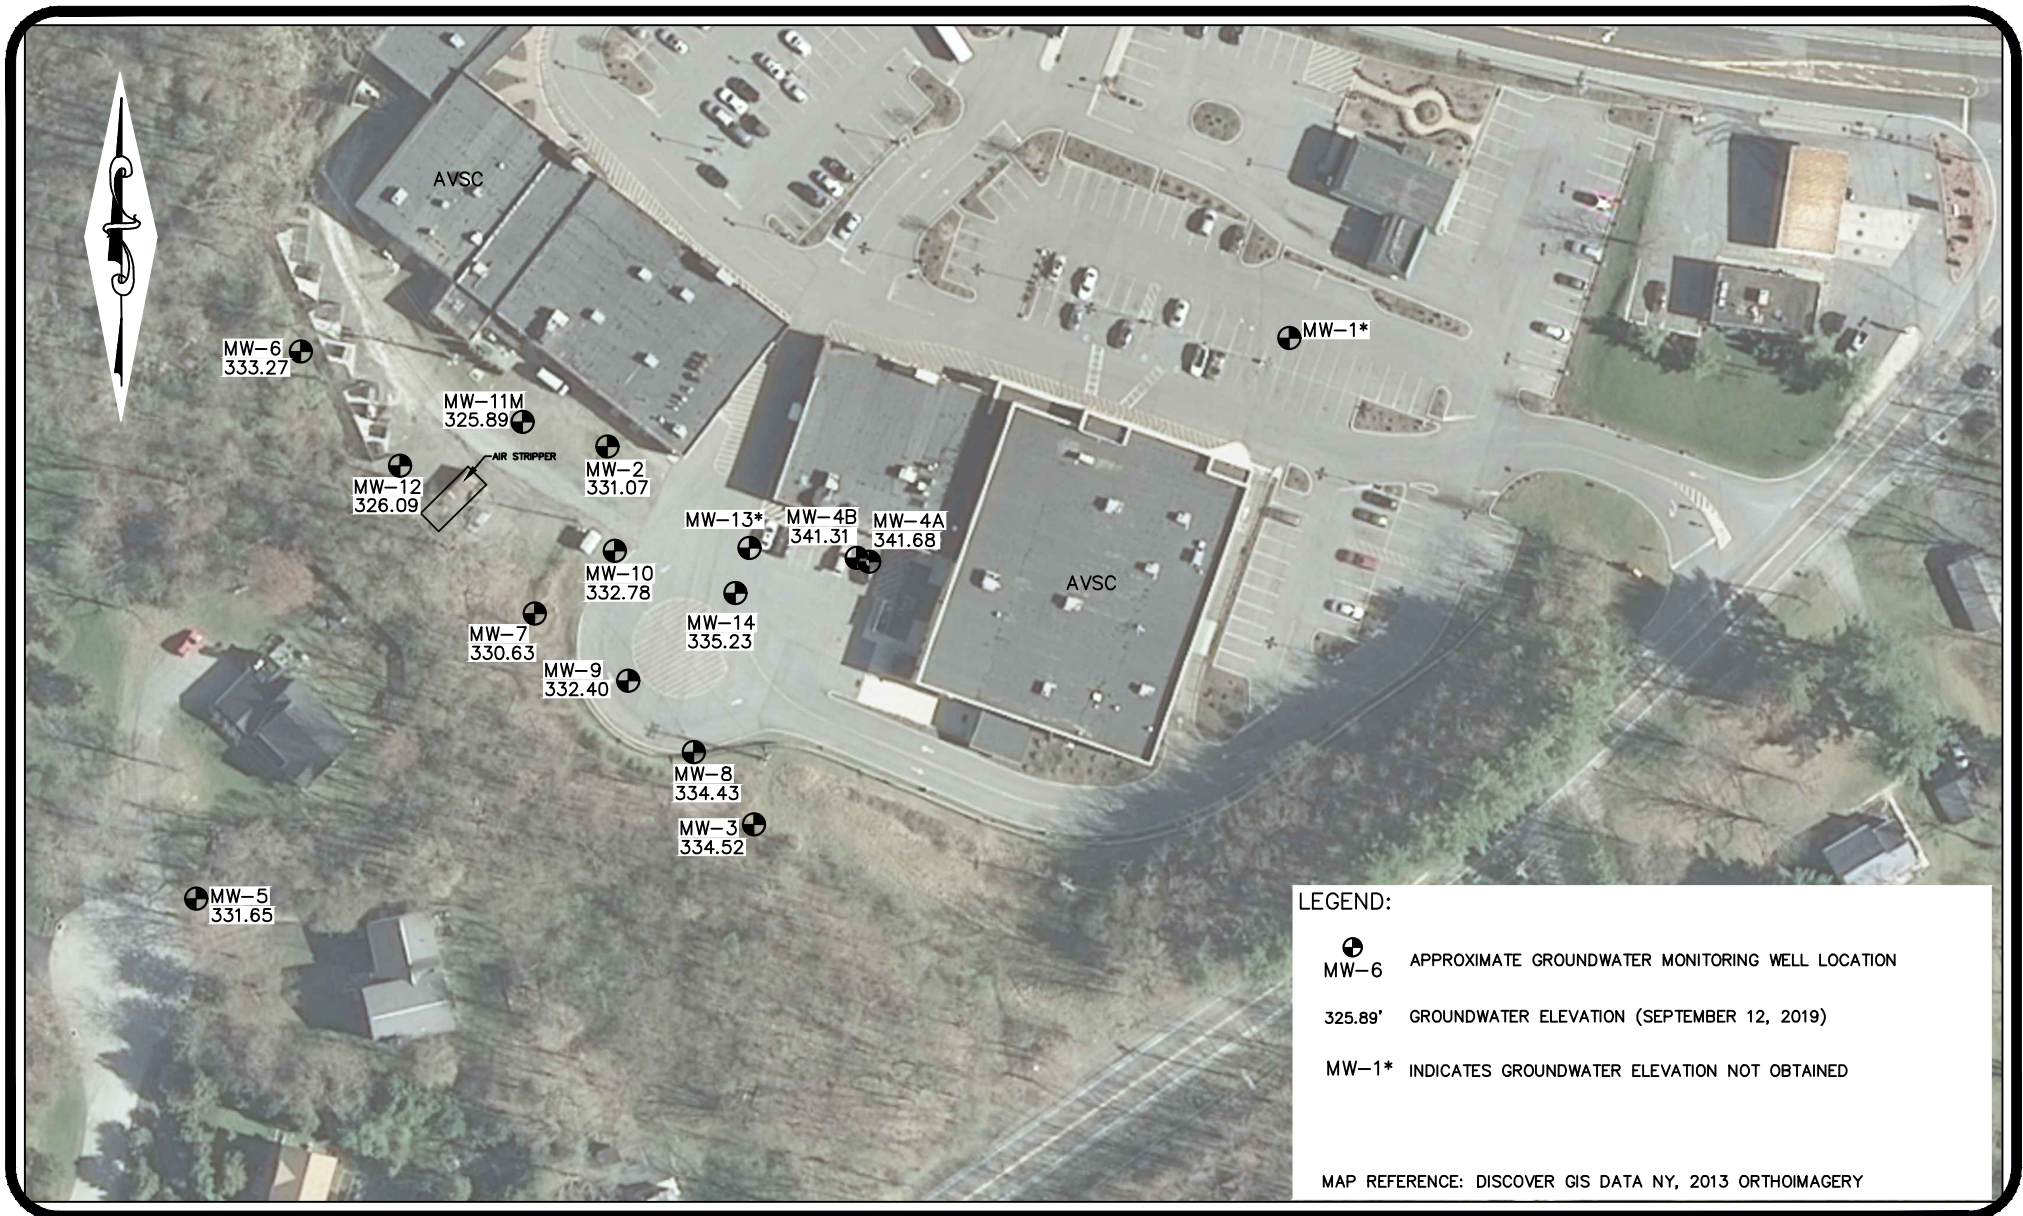 AVSC
MW-1*
MW-6
333.27
MW-11M
325.89
AIR STRIPPER
MW-2
331.07
MW-12
326.09
MW-13*
MW-4B
341.31
MW-4A
341.68
MW-10
332.78
AVSC
MW-14
335.23
MW-7
330.63
MW-9
332.40
MW-8
334.43
MW-3
334.52
MW-5
331.65
LEGEND:
MW-6
APPROXIMATE GROUNDWATER MONITORING WELL LOCATION
325.89' GROUNDWATER ELEVATION (SEPTEMBER 12, 2019)
MW-1* INDICATES GROUNDWATER ELEVATION NOT OBTAINED
MAP REFERENCE: DISCOVER GIS DATA NY, 2013 ORTHOIMAGERY